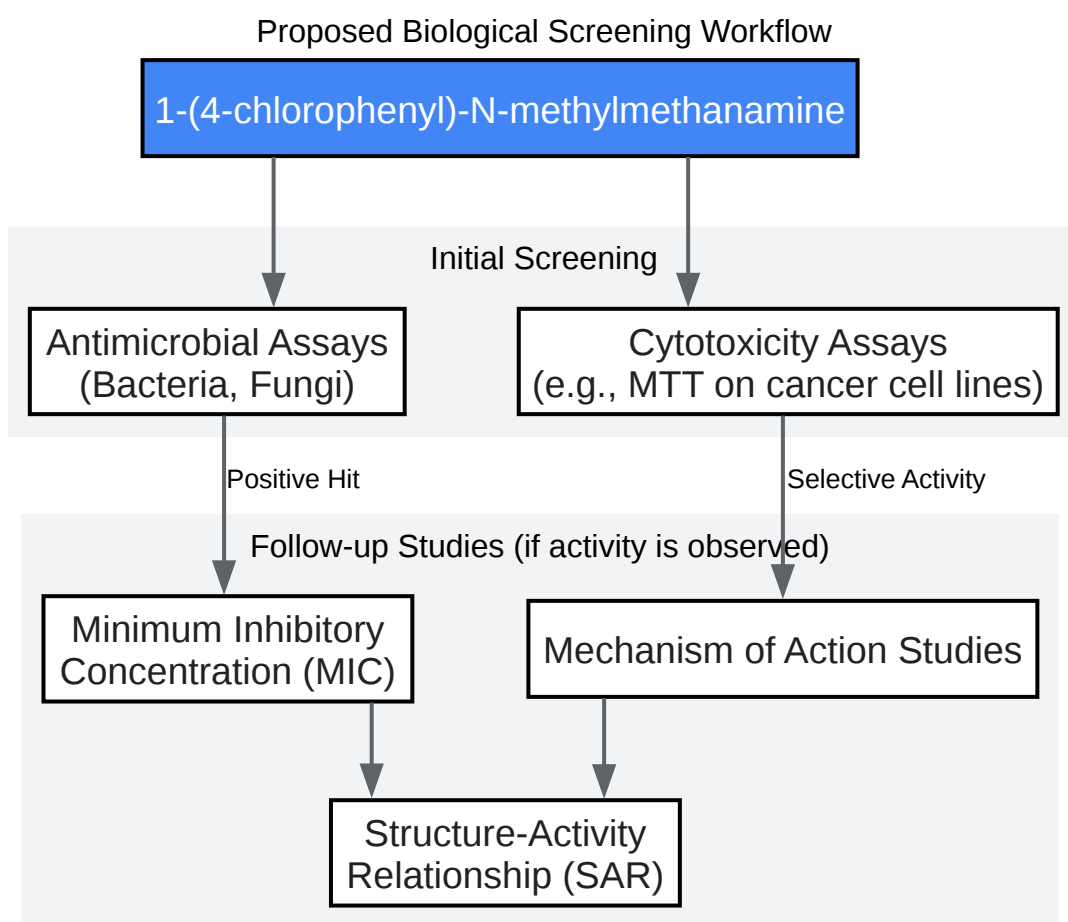 Proposed Biological Screening Workflow
1-(4-chlorophenyl)-N-methylmethanamine
Initial Screening
Antimicrobial Assays
(Bacteria, Fungi)
Cytotoxicity Assays
(e.g., MTT on cancer cell lines)
Positive Hit
Selective Activity
Follow-up Studies (if activity is observed)
Minimum Inhibitory
Concentration (MIC)
Mechanism of Action Studies
Structure-Activity
Relationship (SAR)